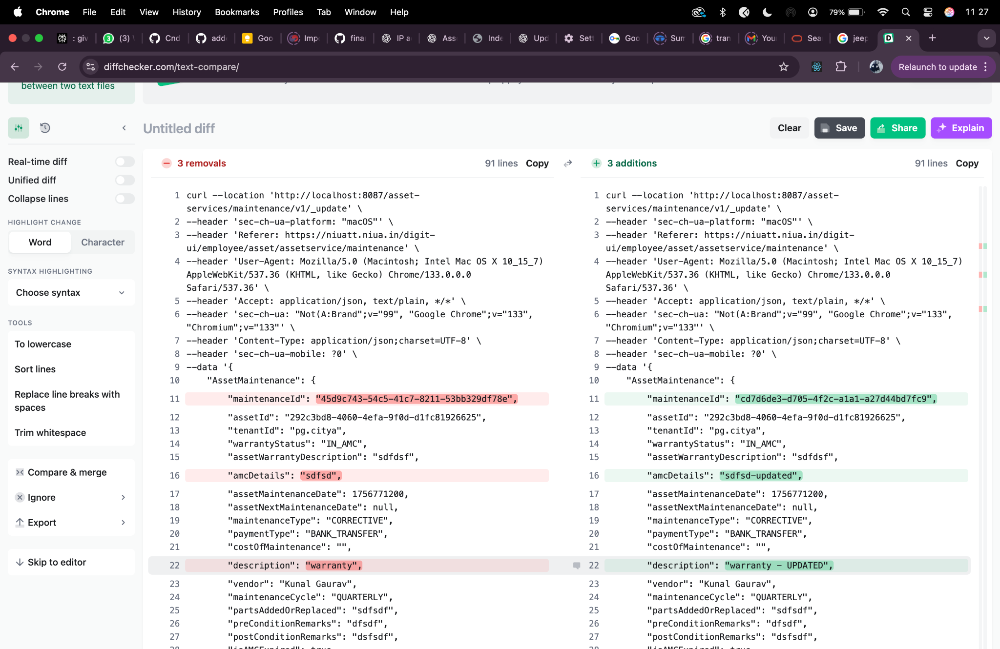 Chrome File Edit View History Bookmarks Profiles Tab Window Help 79% 11 27
: giv (3) Cnd add Goo Imp finar IP a Ass Inde Upd Sett Goo Sum tran You Sea jeep
diffchecker.com/text-compare/ Relaunch to update
between two text files
Untitled diff Clear Save Share Explain
Real-time diff
Unified diff
Collapse lines
HIGHLIGHT CHANGE
Word Character
SYNTAX HIGHLIGHTING
Choose syntax
TOOLS
To lowercase
Sort lines
Replace line breaks with
spaces
Trim whitespace
Compare & merge
Ignore
Export
Skip to editor
3 removals 91 lines Copy
1 curl --location 'http://localhost:8087/asset-
services/maintenance/v1/_update' \
2 --header 'sec-ch-ua-platform: "macOS"' \
3 --header 'Referer: https://niuatt.niua.in/digit-
ui/employee/asset/assetservice/maintenance' \
4 --header 'User-Agent: Mozilla/5.0 (Macintosh; Intel Mac OS X 10_15_7)
AppleWebKit/537.36 (KHTML, like Gecko) Chrome/133.0.0.0
Safari/537.36' \
5 --header 'Accept: application/json, text/plain, */*' \
6 --header 'sec-ch-ua: "Not(A:Brand";v="99", "Google Chrome";v="133",
"Chromium";v="133"' \
7 --header 'Content-Type: application/json;charset=UTF-8' \
8 --header 'sec-ch-ua-mobile: ?0' \
9 --data '{
10 "AssetMaintenance": {
11 "maintenanceId": "45d9c743-54c5-41c7-8211-53bb329df78e",
12 "assetId": "292c3bd8-4060-4efa-9f0d-d1fc81926625",
13 "tenantId": "pg.citya",
14 "warrantyStatus": "IN_AMC",
15 "assetWarrantyDescription": "sdfdsf",
16 "amcDetails": "sdfsd",
17 "assetMaintenanceDate": 1756771200,
18 "assetNextMaintenanceDate": null,
19 "maintenanceType": "CORRECTIVE",
20 "paymentType": "BANK_TRANSFER",
21 "costOfMaintenance": "",
22 "description": "warranty",
23 "vendor": "Kunal Gaurav",
24 "maintenanceCycle": "QUARTERLY",
25 "partsAddedOrReplaced": "sdfsdf",
26 "preConditionRemarks": "dfsdf",
27 "postConditionRemarks": "dsfsdf",
28 "isAMCExpired": true,
3 additions 91 lines Copy
1 curl --location 'http://localhost:8087/asset-
services/maintenance/v1/_update' \
2 --header 'sec-ch-ua-platform: "macOS"' \
3 --header 'Referer: https://niuatt.niua.in/digit-
ui/employee/asset/assetservice/maintenance' \
4 --header 'User-Agent: Mozilla/5.0 (Macintosh; Intel Mac OS X 10_15_7)
AppleWebKit/537.36 (KHTML, like Gecko) Chrome/133.0.0.0
Safari/537.36' \
5 --header 'Accept: application/json, text/plain, */*' \
6 --header 'sec-ch-ua: "Not(A:Brand";v="99", "Google Chrome";v="133",
"Chromium";v="133"' \
7 --header 'Content-Type: application/json;charset=UTF-8' \
8 --header 'sec-ch-ua-mobile: ?0' \
9 --data '{
10 "AssetMaintenance": {
11 "maintenanceId": "cd7d6de3-d705-4f2c-a1a1-a27d44bd7fc9",
12 "assetId": "292c3bd8-4060-4efa-9f0d-d1fc81926625",
13 "tenantId": "pg.citya",
14 "warrantyStatus": "IN_AMC",
15 "assetWarrantyDescription": "sdfdsf",
16 "amcDetails": "sdfsd-updated",
17 "assetMaintenanceDate": 1756771200,
18 "assetNextMaintenanceDate": null,
19 "maintenanceType": "CORRECTIVE",
20 "paymentType": "BANK_TRANSFER",
21 "costOfMaintenance": "",
22 "description": "warranty - UPDATED",
23 "vendor": "Kunal Gaurav",
24 "maintenanceCycle": "QUARTERLY",
25 "partsAddedOrReplaced": "sdfsdf",
26 "preConditionRemarks": "dfsdf",
27 "postConditionRemarks": "dsfsdf",
28 "isAMCExpired": true,